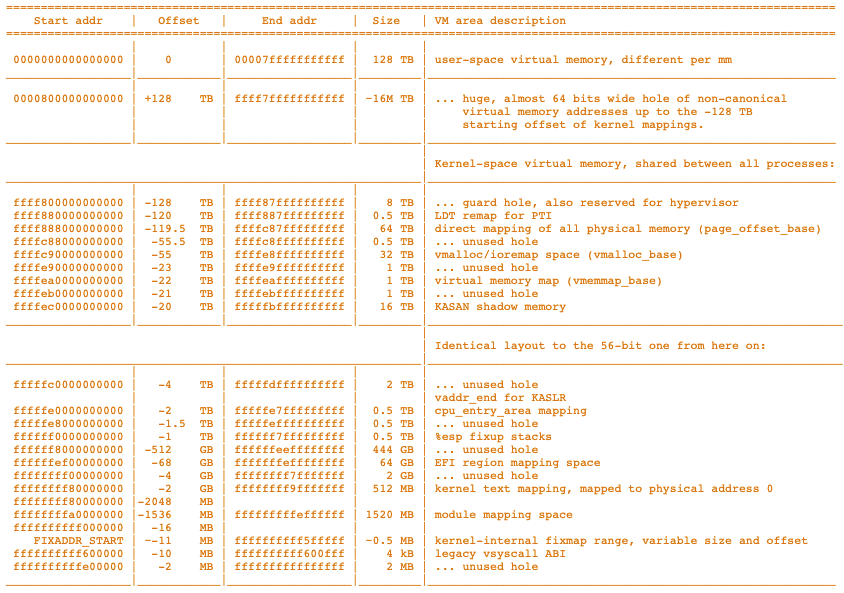 Start addr | Offset | End addr | Size | VM area description
0000000000000000 | 0 | 00007fffffffffff | 128 TB | user-space virtual memory, different per mm
0000800000000000 | +128 TB | ffff7fffffffffff | ~16M TB | ... huge, almost 64 bits wide hole of non-canonical
virtual memory addresses up to the -128 TB
starting offset of kernel mappings.
Kernel-space virtual memory, shared between all processes:
ffff800000000000 | -128 TB | ffff87ffffffffff | 8 TB | ... guard hole, also reserved for hypervisor
ffff880000000000 | -120 TB | ffff887fffffffff | 0.5 TB | LDT remap for PTI
ffff888000000000 | -119.5 TB | ffffc87fffffffff | 64 TB | direct mapping of all physical memory (page_offset_base)
ffffc88000000000 | -55.5 TB | ffffc8ffffffffff | 0.5 TB | ... unused hole
ffffc90000000000 | -55 TB | ffffe8ffffffffff | 32 TB | vmalloc/ioremap space (vmalloc_base)
ffffe90000000000 | -23 TB | ffffe9ffffffffff | 1 TB | ... unused hole
ffffea0000000000 | -22 TB | ffffeaffffffffff | 1 TB | virtual memory map (vmemmap_base)
ffffeb0000000000 | -21 TB | ffffebffffffffff | 1 TB | ... unused hole
ffffec0000000000 | -20 TB | fffffbffffffffff | 16 TB | KASAN shadow memory
Identical layout to the 56-bit one from here on:
fffffc0000000000 | -4 TB | fffffdffffffffff | 2 TB | ... unused hole
vaddr_end for KASLR
fffffe0000000000 | -2 TB | fffffe7fffffffff | 0.5 TB | cpu_entry_area mapping
fffffe8000000000 | -1.5 TB | fffffeffffffffff | 0.5 TB | ... unused hole
ffffff0000000000 | -1 TB | ffffff7fffffffff | 0.5 TB | %esp fixup stacks
ffffff8000000000 | -512 GB | ffffffeeffffffff | 444 GB | ... unused hole
ffffffef00000000 | -68 GB | fffffffeffffffff | 64 GB | EFI region mapping space
ffffffff00000000 | -4 GB | ffffffff7fffffff | 2 GB | ... unused hole
ffffffff80000000 | -2 GB | ffffffff9fffffff | 512 MB | kernel text mapping, mapped to physical address 0
ffffffff80000000 |-2048 MB | | |
ffffffffa0000000 |-1536 MB | fffffffffeffffff | 1520 MB | module mapping space
ffffffffff000000 | -16 MB | | |
FIXADDR_START | ~-11 MB | ffffffffff5fffff | ~0.5 MB | kernel-internal fixmap range, variable size and offset
ffffffffff600000 | -10 MB | ffffffffff600fff | 4 kB | legacy vsyscall ABI
ffffffffffe00000 | -2 MB | ffffffffffffffff | 2 MB | ... unused hole